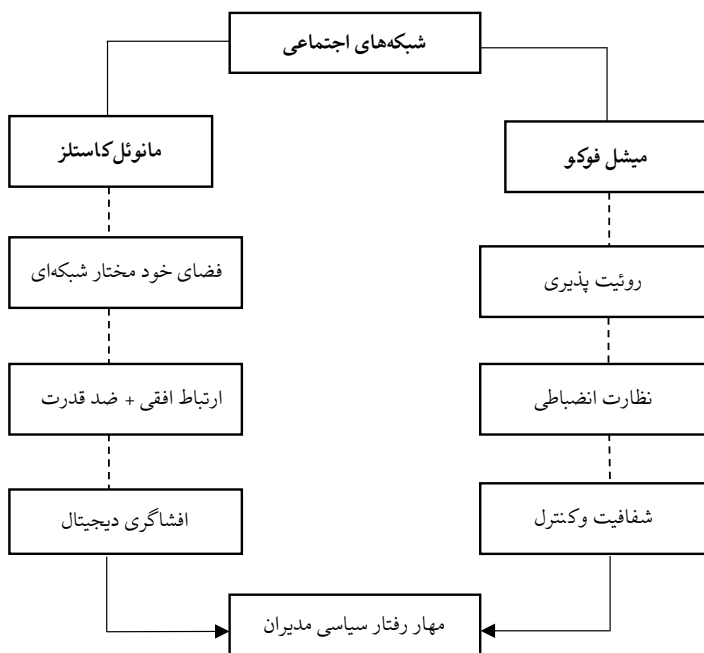 شبکه‌های اجتماعی
میشل فوکو
مانوئل کاستلز
روئیت پذیری
فضای خود مختار شبکه‌ای
نظارت انضباطی
ارتباط افقی + ضد قدرت
شفافیت وکنترل
افشاگری دیجیتال
مهار رفتار سیاسی مدیران